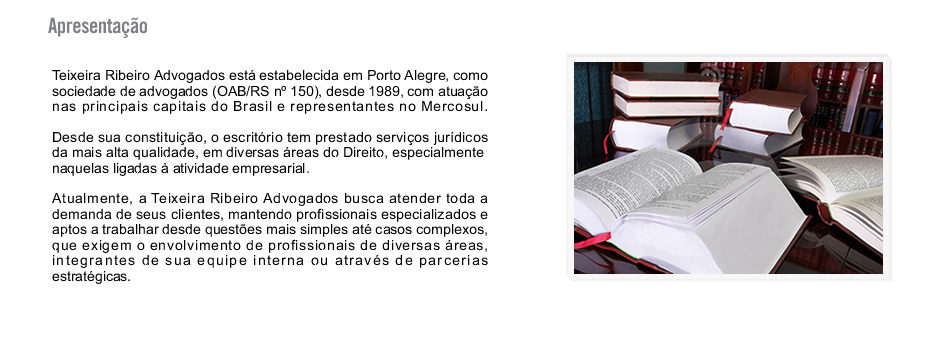 Apresentação
Teixeira Ribeiro Advogados está estabelecida em Porto Alegre, como
sociedade de advogados (OAB/RS nº 150), desde 1989, com atuação
nas principais capitais do Brasil e representantes no Mercosul.
Desde sua constituição, o escritório tem prestado serviços jurídicos
da mais alta qualidade, em diversas áreas do Direito, especialmente
naquelas ligadas à atividade empresarial.
Atualmente, a Teixeira Ribeiro Advogados busca atender toda a
demanda de seus clientes, mantendo profissionais especializados e
aptos a trabalhar desde questões mais simples até casos complexos,
que exigem o envolvimento de profissionais de diversas áreas,
integrantes de sua equipe interna ou através de parcerias
estratégicas.